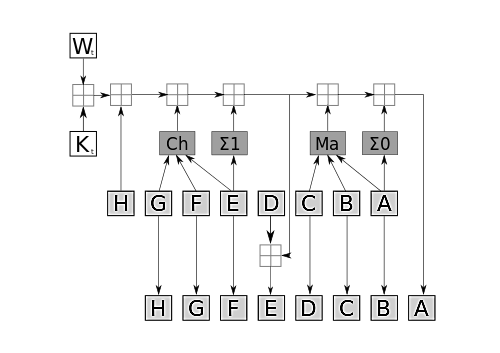 Wt
Kt
Ch Σ1 Ma Σ0
H G F E D C B A
H G F E D C B A